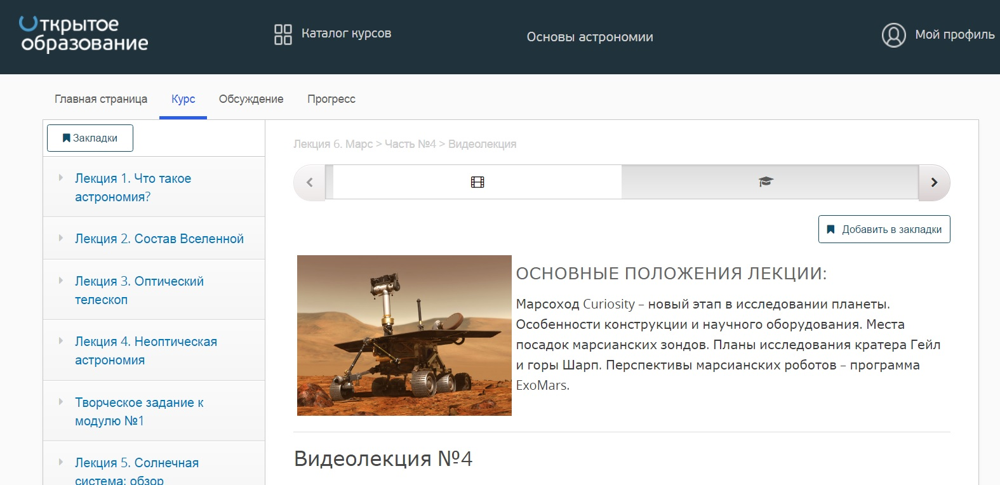 Открытое
образование
Каталог курсов
Основы астрономии
Мой профиль
Главная страница
Курс
Обсуждение
Прогресс
Закладки
Лекция 1. Что такое
астрономия?
Лекция 2. Состав Вселенной
Лекция 3. Оптический
телескоп
Лекция 4. Неоптическая
астрономия
Творческое задание к
модулю №1
Лекция 5. Солнечная
система: обзор
Лекция 6. Марс > Часть №4 > Видеолекция
Добавить в закладки
ОСНОВНЫЕ ПОЛОЖЕНИЯ ЛЕКЦИИ:
Марсоход Curiosity – новый этап в исследовании планеты.
Особенности конструкции и научного оборудования. Места
посадок марсианских зондов. Планы исследования кратера Гейл
и горы Шарп. Перспективы марсианских роботов – программа
ExoMars.
Видеолекция №4